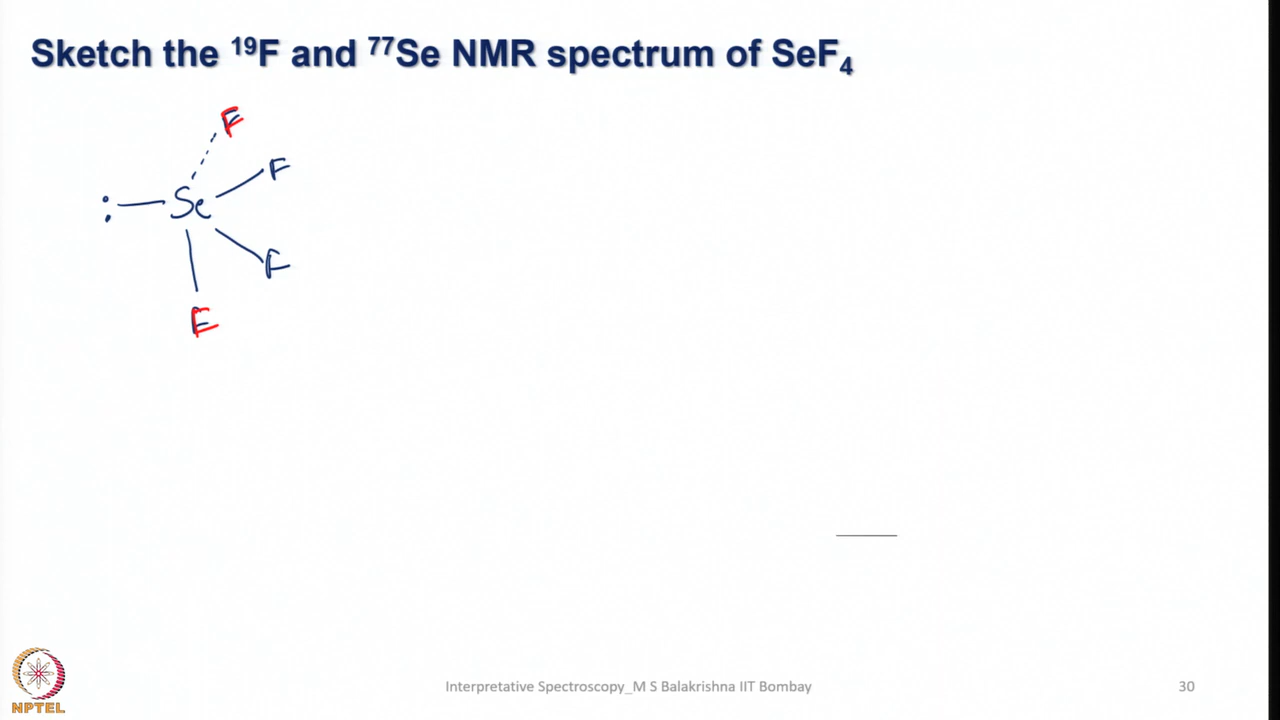 Sketch the ¹⁹F and ⁷⁷Se NMR spectrum of SeF₄
F
F
: Se
F
F
NPTEL
Interpretative Spectroscopy_M S Balakrishna IIT Bombay
30